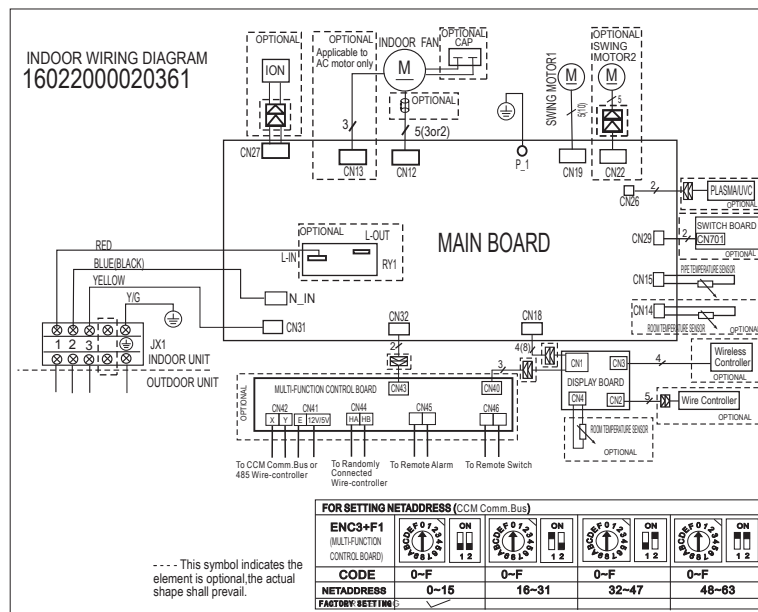 INDOOR WIRING DIAGRAM
16022000020361
OPTIONAL
ION
CN27
OPTIONAL
Applicable to
AC motor only
3
CN13
INDOOR FAN
M
OPTIONAL
CAP
OPTIONAL
5(3or2)
CN12
P_1
SWING MOTOR1
M
5(10)
CN19
OPTIONAL
SWING
MOTOR2
M
5
CN22
CN26
2
PLASMA/UVC
OPTIONAL
SWITCH BOARD
CN29
2
CN701
OPTIONAL
CN15
PIPE TEMPERATURE SENSOR
CN14
ROOM TEMPERATURE SENSOR
OPTIONAL
MAIN BOARD
OPTIONAL
L-OUT
L-IN
RY1
RED
BLUE(BLACK)
YELLOW
Y/G
N_IN
CN31
1 2 3
JX1
INDOOR UNIT
OUTDOOR UNIT
CN32
2
CN18
4(8)
3
OPTIONAL
MULTI-FUNCTION CONTROL BOARD
CN43
CN40
CN42 CN41 CN44 CN45 CN46
X Y E 12V/5V HA HB
To CCM Comm.Bus or
485 Wire-controller
To Randomly
Connected
Wire-controller
To Remote Alarm
To Remote Switch
CN1
CN3
DISPLAY BOARD
CN4
CN2
4
Wireless
Controller
OPTIONAL
5
Wire Controller
OPTIONAL
ROOM TEMPERATURE SENSOR
OPTIONAL
---- This symbol indicates the
element is optional,the actual
shape shall prevail.
FOR SETTING NETADDRESS (CCM Comm.Bus)
ENC3+F1
(MULTI-FUNCTION
CONTROL BOARD)
0123456789ABCDEF
ON
1 2
0123456789ABCDEF
ON
1 2
0123456789ABCDEF
ON
1 2
0123456789ABCDEF
ON
1 2
CODE 0~F 0~F 0~F 0~F
NETADDRESS 0~15 16~31 32~47 48~63
FACTORY SETTING